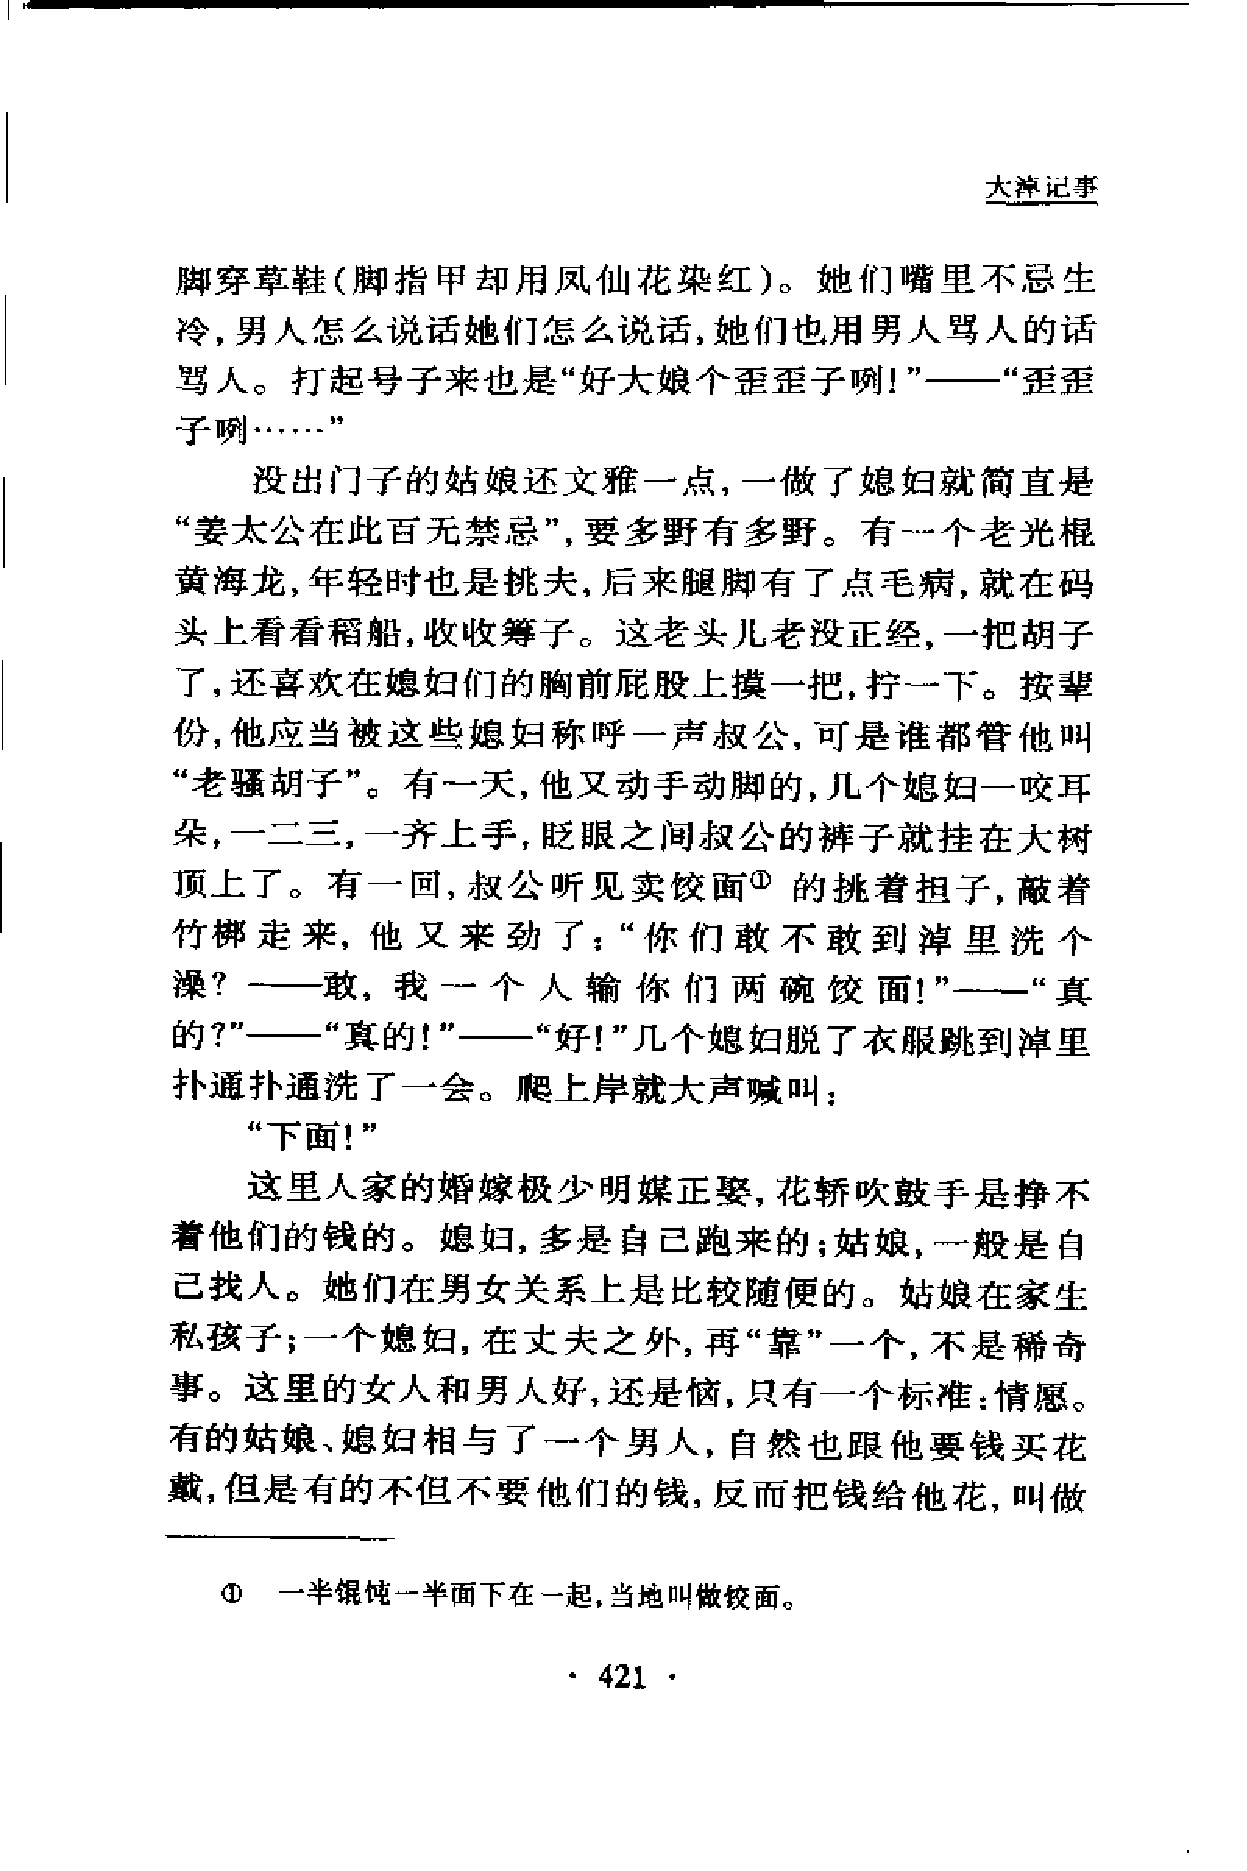 大淖记事
脚穿草鞋(脚指甲却用凤仙花染红)。她们嘴里不忌生
冷,男人怎么说话她们怎么说话,她们也用男人骂人的话
骂人。打起号子来也是“好大娘个歪歪子咧!”——“歪歪
子咧……”
没出门子的姑娘还文雅一点,一做了媳妇就简直是
“姜太公在此百无禁忌”,要多野有多野。有一个老光棍
黄海龙,年轻时也是挑夫,后来腿脚有了点毛病,就在码
头上看看稻船,收收筹子。这老头儿老没正经,一把胡子
了,还喜欢在媳妇们的胸前屁股上摸一把,拧一下。按辈
份,他应当被这些媳妇称呼一声叔公,可是谁都管他叫
“老骚胡子”。有一天,他又动手动脚的,几个媳妇一咬耳
朵,一二三,一齐上手,眨眼之间叔公的裤子就挂在大树
顶上了。有一回,叔公听见卖饺面① 的挑着担子,敲着
竹梆走来,他又来劲了:“你们敢不敢到淖里洗个
澡?——敢,我一个人输你们两碗饺面!”——“真
的?”——“真的!”——“好!”几个媳妇脱了衣服跳到淖里
扑通扑通洗了一会。爬上岸就大声喊叫:
“下面!”
这里人家的婚嫁极少明媒正娶,花轿吹鼓手是挣不
着他们的钱的。媳妇,多是自己跑来的;姑娘,一般是自
己找人。她们在男女关系上是比较随便的。姑娘在家生
私孩子;一个媳妇,在丈夫之外,再“靠”一个,不是稀奇
事。这里的女人和男人好,还是恼,只有一个标准:情愿。
有的姑娘、媳妇相与了一个男人,自然也跟他要钱买花
戴,但是有的不但不要他们的钱,反而把钱给他花,叫做
① 一半馄饨一半面下在一起,当地叫做饺面。
· 421 ·